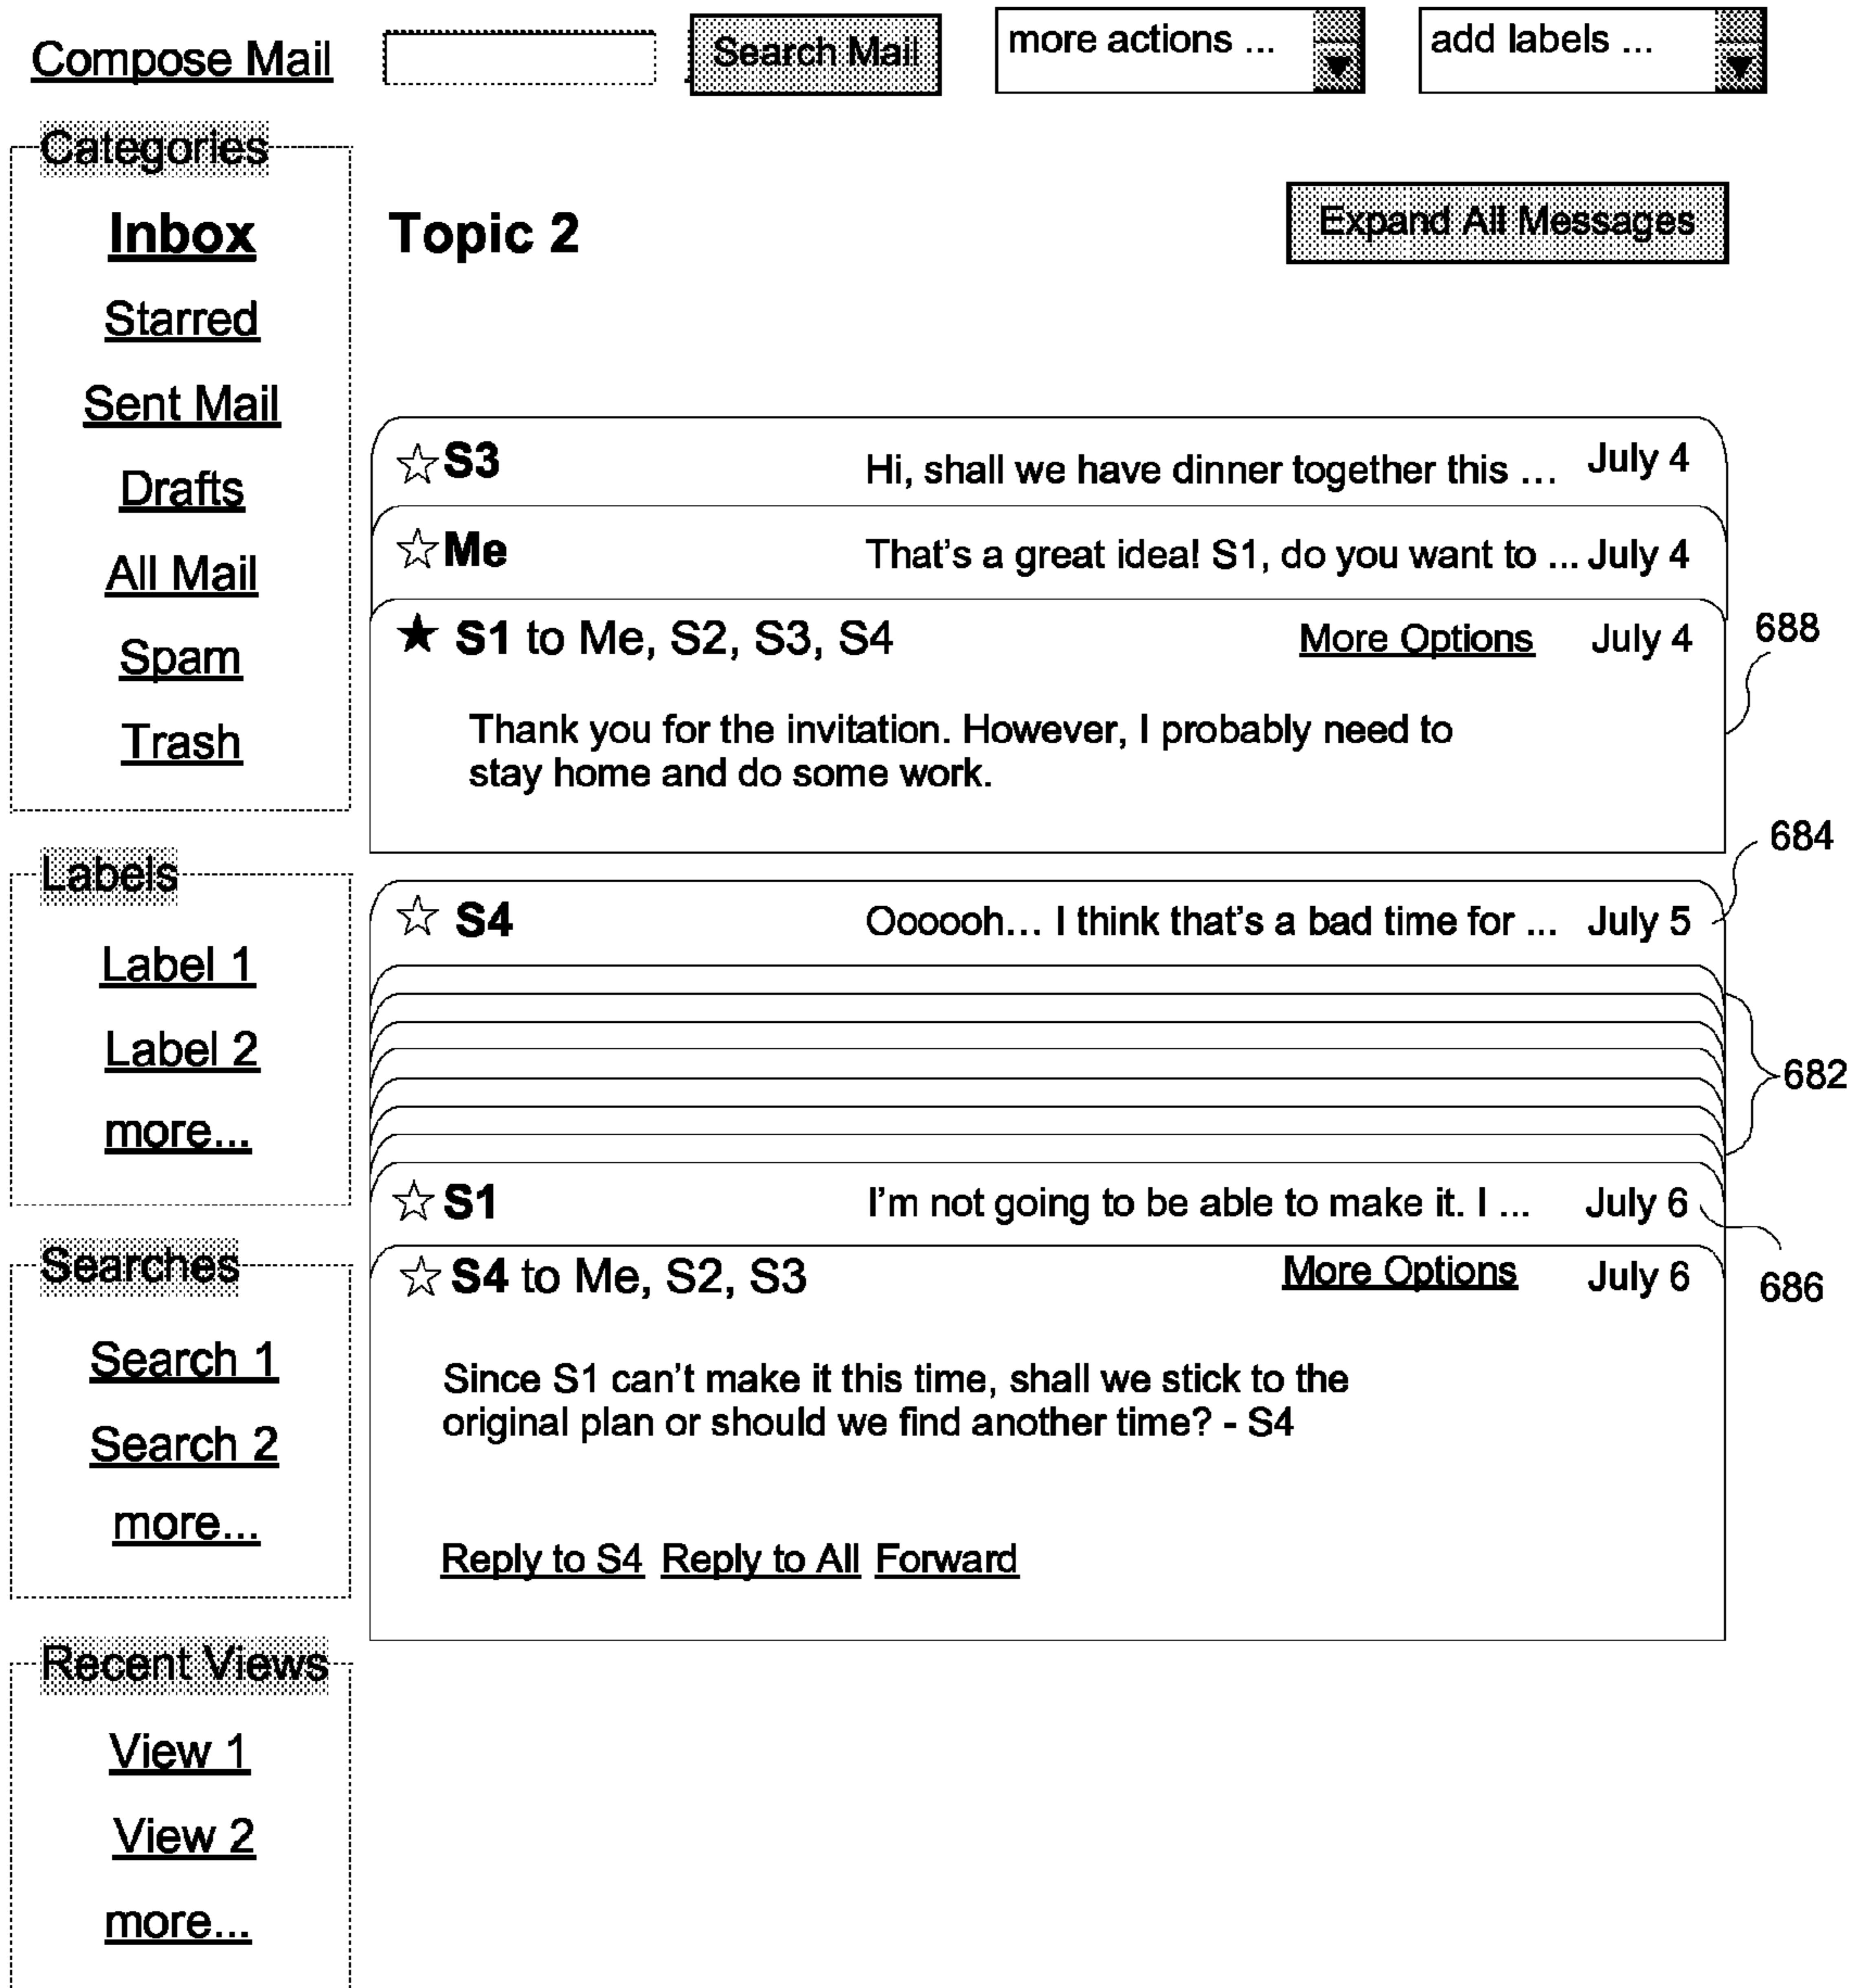 Compose Mail
Search Mail
more actions ...
add labels ...
Categories
Inbox
Starred
Sent Mail
Drafts
All Mail
Spam
Trash
Labels
Label 1
Label 2
more...
Searches
Search 1
Search 2
more...
Recent Views
View 1
View 2
more...
Topic 2
Expand All Messages
☆ S3 Hi, shall we have dinner together this ... July 4
☆ Me That's a great idea! S1, do you want to ... July 4
★ S1 to Me, S2, S3, S4 More Options July 4
Thank you for the invitation. However, I probably need to
stay home and do some work.
688
684
☆ S4 Oooooh... I think that's a bad time for ... July 5
682
☆ S1 I'm not going to be able to make it. I ... July 6
686
☆ S4 to Me, S2, S3 More Options July 6
Since S1 can't make it this time, shall we stick to the
original plan or should we find another time? - S4
Reply to S4 Reply to All Forward